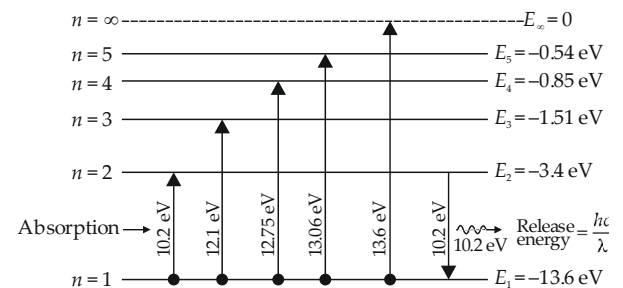 n = ∞ E∞ = 0
n = 5 E5 = –0.54 eV
n = 4 E4 = –0.85 eV
n = 3 E3 = –1.51 eV
n = 2 E2 = –3.4 eV
Absorption 10.2 eV 12.1 eV 12.75 eV 13.06 eV 13.6 eV 10.2 eV 10.2 eV Release energy = hc/λ
n = 1 E1 = –13.6 eV